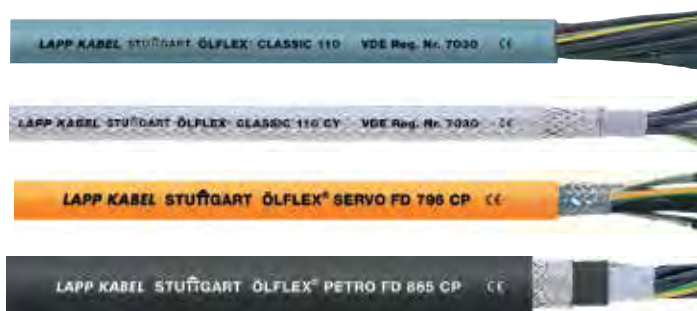 LAPP KABEL STUTTGART ÖLFLEX® CLASSIC 110 VDE Reg. Nr. 7030 CE
LAPP KABEL STUTTGART ÖLFLEX® CLASSIC 110 CY VDE Reg. Nr. 7030 CE
LAPP KABEL STUTTGART ÖLFLEX® SERVO FD 796 CP CE
LAPP KABEL STUTTGART ÖLFLEX® PETRO FD 865 CP CE